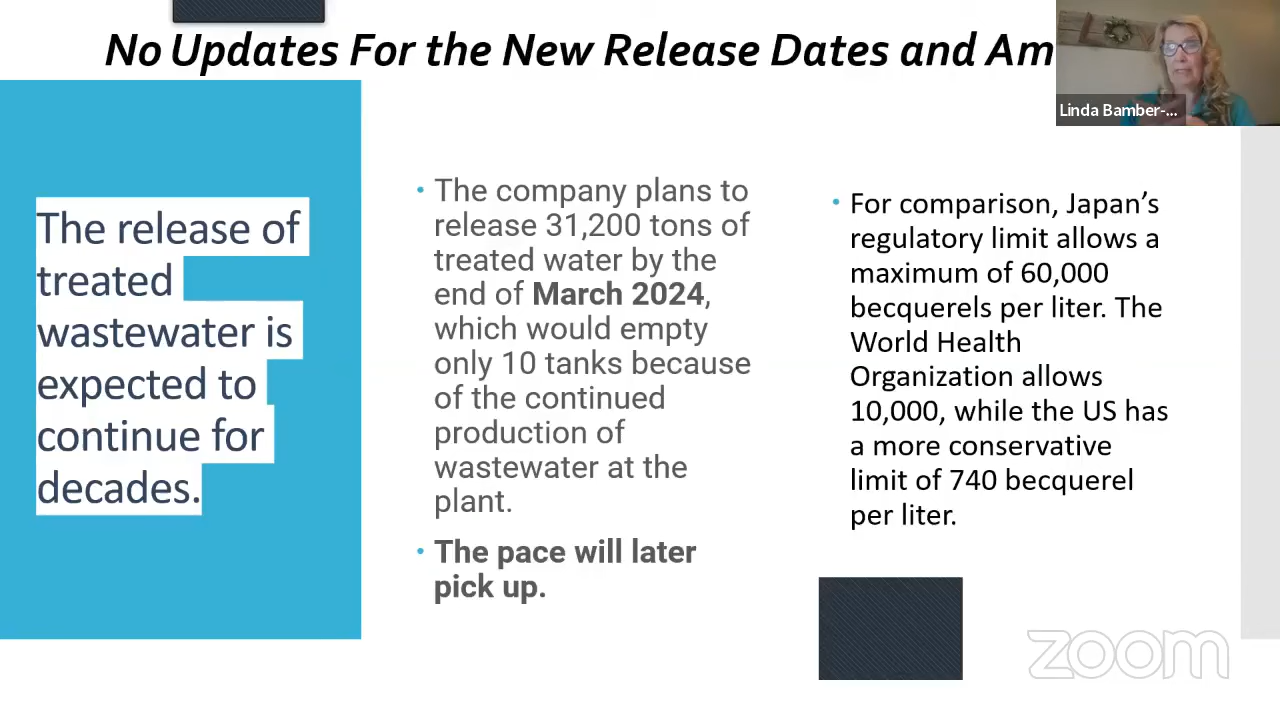 No Updates For the New Release Dates and Am
Linda Bamber-...
The release of
treated
wastewater is
expected to
continue for
decades.
• The company plans to
release 31,200 tons of
treated water by the
end of March 2024,
which would empty
only 10 tanks because
of the continued
production of
wastewater at the
plant.
• The pace will later
pick up.
• For comparison, Japan’s
regulatory limit allows a
maximum of 60,000
becquerels per liter. The
World Health
Organization allows
10,000, while the US has
a more conservative
limit of 740 becquerel
per liter.
zoom